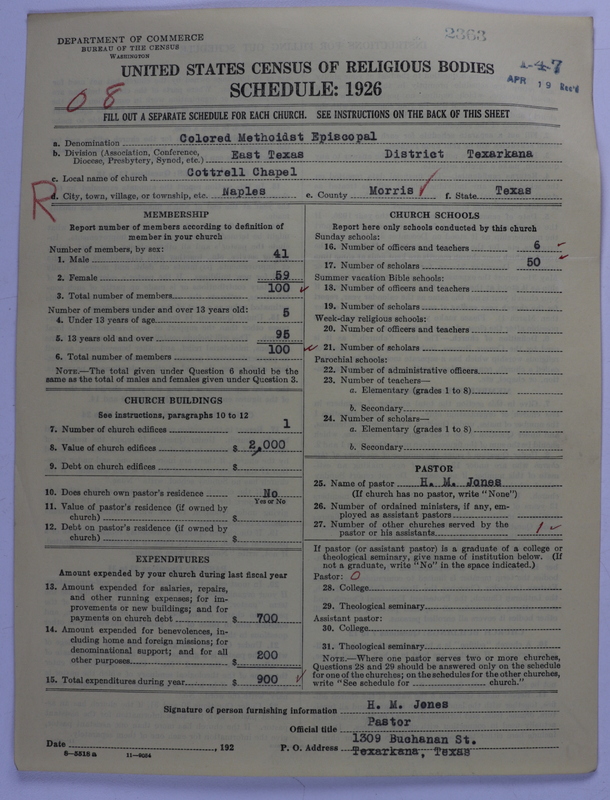 2363
DEPARTMENT OF COMMERCE
BUREAU OF THE CENSUS
WASHINGTON
A-47
APR 19 Rec'd
UNITED STATES CENSUS OF RELIGIOUS BODIES
SCHEDULE: 1926
08
FILL OUT A SEPARATE SCHEDULE FOR EACH CHURCH. SEE INSTRUCTIONS ON THE BACK OF THIS SHEET
a. Denomination Colored Methodist Episcopal
b. Division (Association, Conference, Diocese, Presbytery, Synod, etc.) East Texas District Texarkana
c. Local name of church Cottrell Chapel
R
d. City, town, village, or township, etc. Naples e. County Morris f. State Texas
MEMBERSHIP
Report number of members according to definition of
member in your church
Number of members, by sex:
1. Male 41
2. Female 59
3. Total number of members 100
Number of members under and over 13 years old:
4. Under 13 years of age 5
5. 13 years old and over 95
6. Total number of members 100
NOTE.—The total given under Question 6 should be the
same as the total of males and females given under Question 3.
CHURCH BUILDINGS
See instructions, paragraphs 10 to 12
7. Number of church edifices 1
8. Value of church edifices $ 2,000
9. Debt on church edifices $
10. Does church own pastor's residence No
Yes or No
11. Value of pastor's residence (if owned by
church) $
12. Debt on pastor's residence (if owned by
church) $
EXPENDITURES
Amount expended by your church during last fiscal year
13. Amount expended for salaries, repairs,
and other running expenses; for im-
provements or new buildings; and for
payments on church debt $ 700
14. Amount expended for benevolences, in-
cluding home and foreign missions; for
denominational support; and for all
other purposes $ 200
15. Total expenditures during year $ 900
CHURCH SCHOOLS
Report here only schools conducted by this church
Sunday schools:
16. Number of officers and teachers 6
17. Number of scholars 50
Summer vacation Bible schools:
18. Number of officers and teachers
19. Number of scholars
Week-day religious schools:
20. Number of officers and teachers
21. Number of scholars
Parochial schools:
22. Number of administrative officers
23. Number of teachers—
a. Elementary (grades 1 to 8)
b. Secondary
24. Number of scholars—
a. Elementary (grades 1 to 8)
b. Secondary
PASTOR
25. Name of pastor H. M. Jones
(If church has no pastor, write "None")
26. Number of ordained ministers, if any, em-
ployed as assistant pastors
27. Number of other churches served by the
pastor or his assistants 1
If pastor (or assistant pastor) is a graduate of a college or
theological seminary, give name of institution below. (If
not a graduate, write "No" in the space indicated.)
Pastor: 0
28. College
29. Theological seminary
Assistant pastor:
30. College
31. Theological seminary
NOTE.—Where one pastor serves two or more churches,
Questions 28 and 29 should be answered only on the schedule
for one of the churches; on the schedules for the other churches,
write "See schedule for church."
Signature of person furnishing information H. M. Jones
Official title Pastor
Date , 192 P. O. Address 1309 Buchanan St.
Texarkana, Texas
8-5318a 11-8034